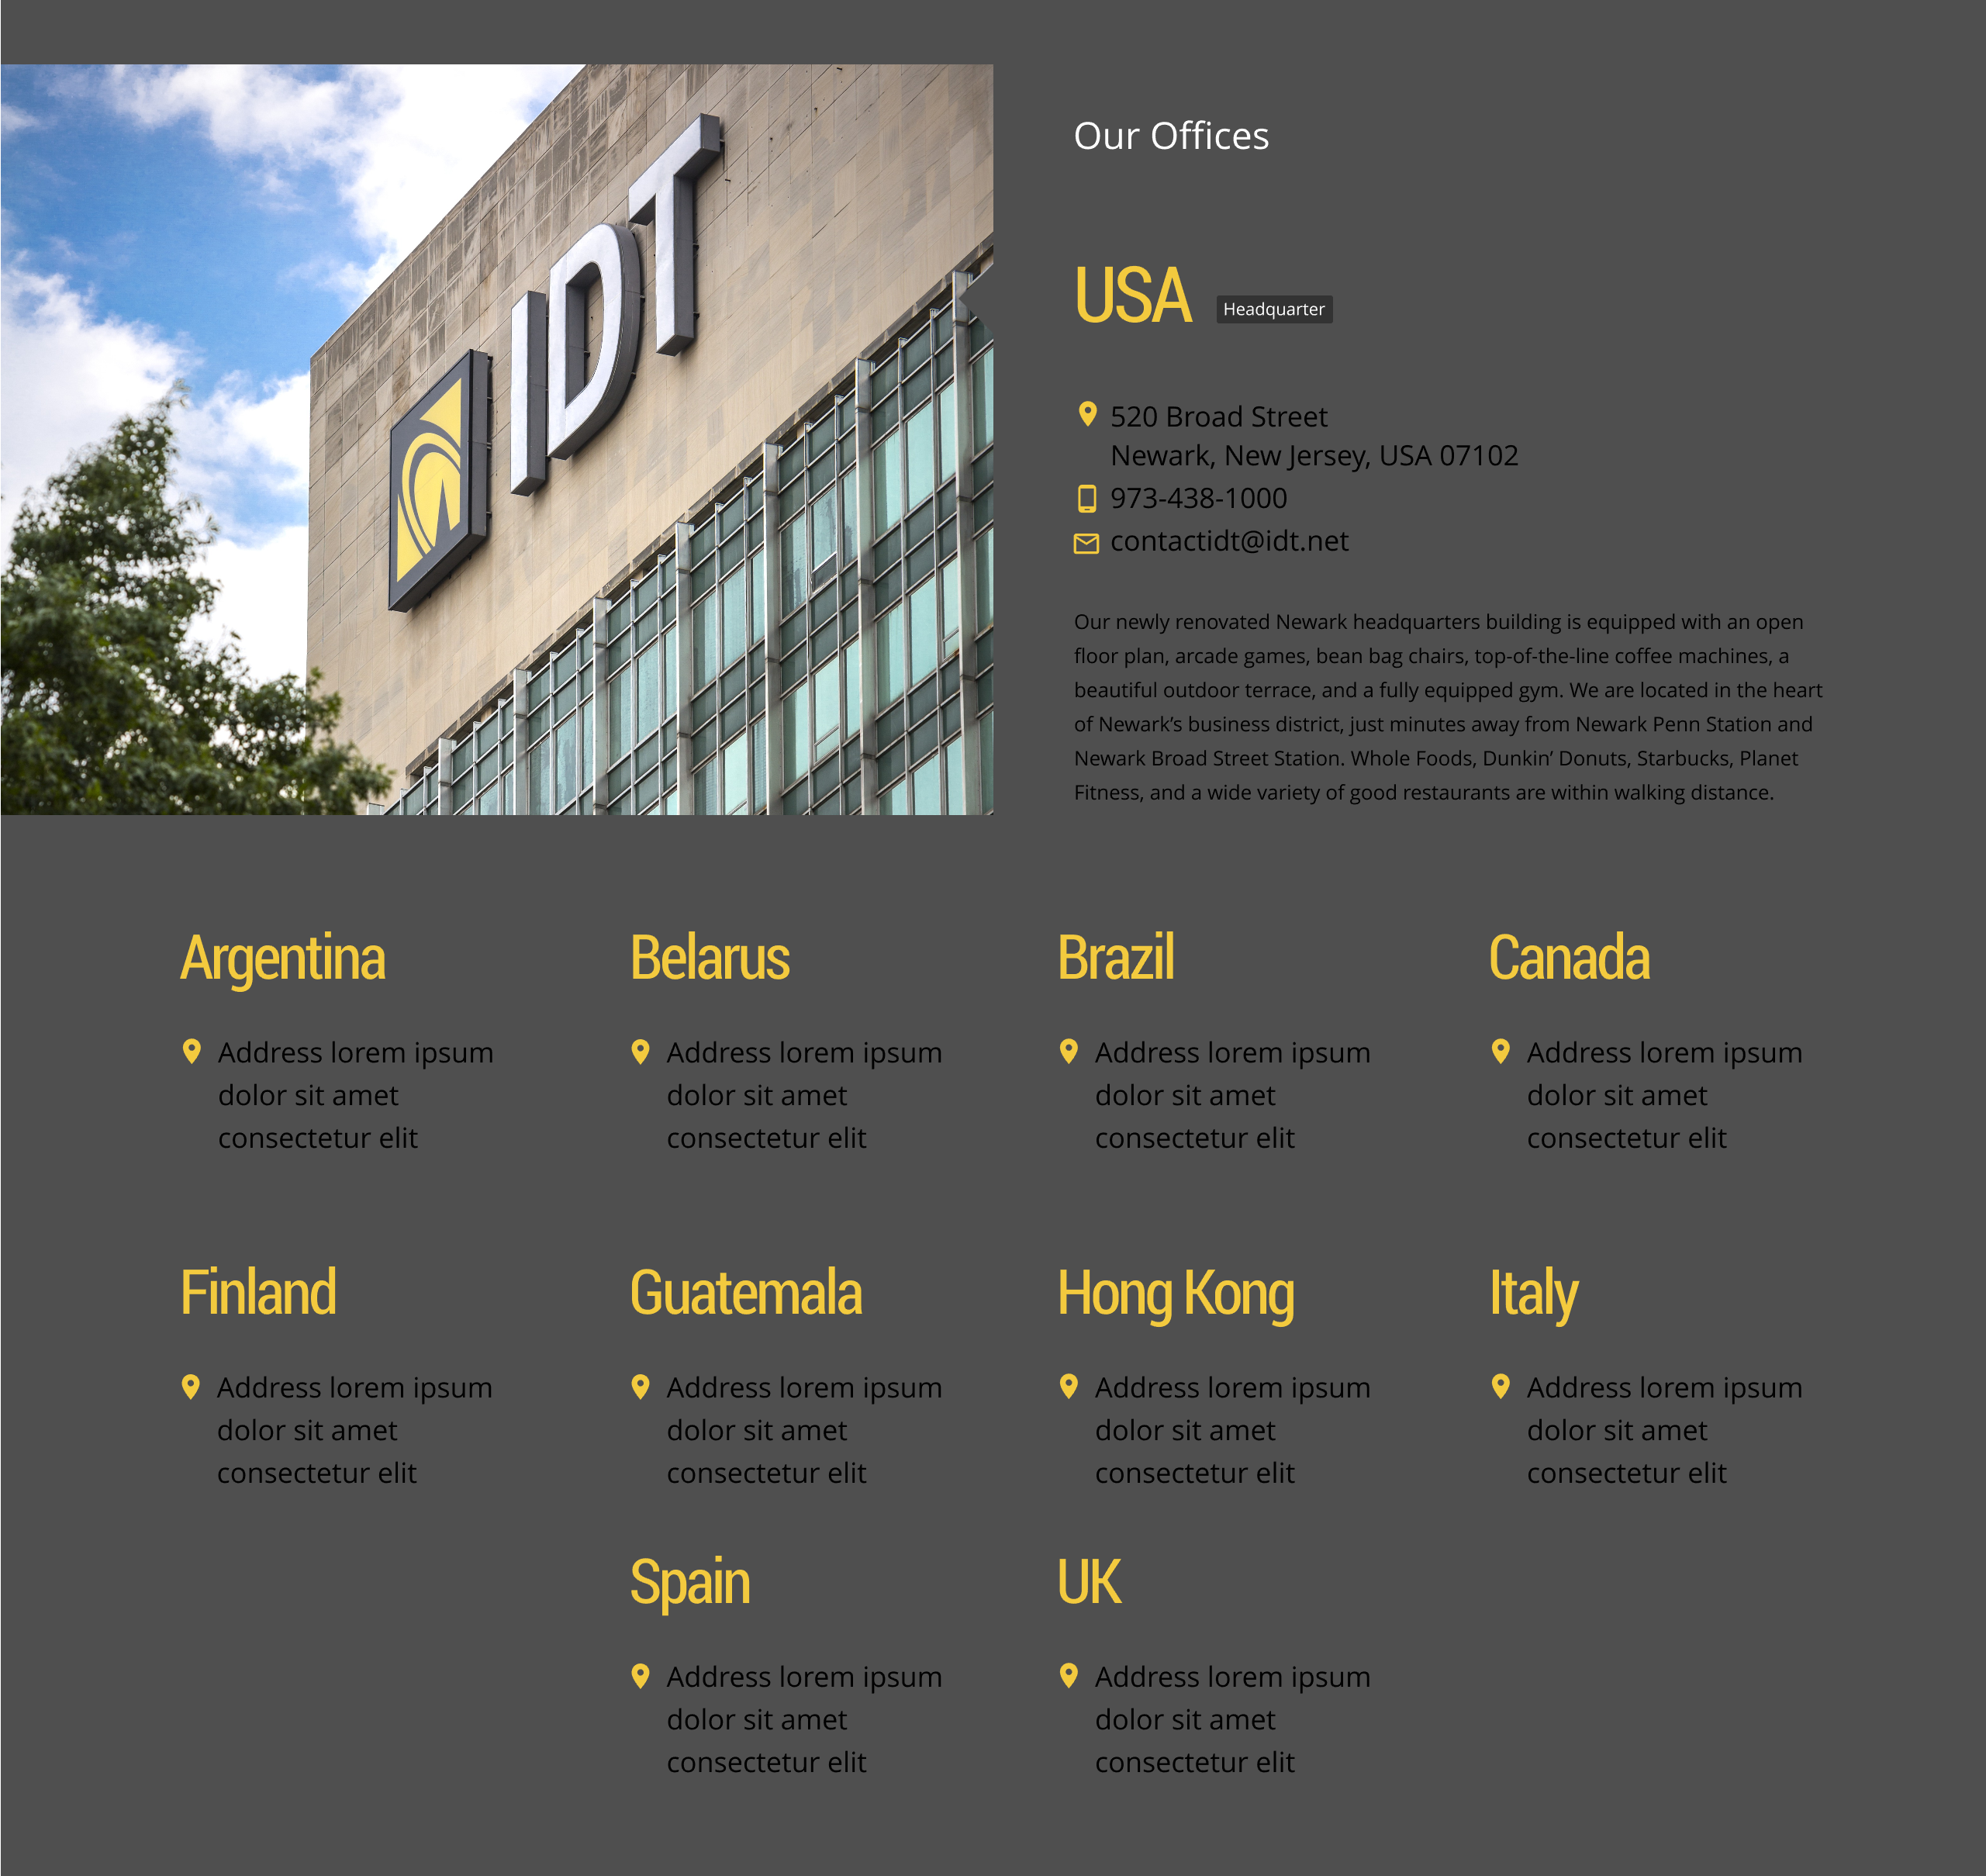 IDT
Our Offices
USA Headquarter
520 Broad Street
Newark, New Jersey, USA 07102
973-438-1000
contactidt@idt.net
Our newly renovated Newark headquarters building is equipped with an open
floor plan, arcade games, bean bag chairs, top-of-the-line coffee machines, a
beautiful outdoor terrace, and a fully equipped gym. We are located in the heart
of Newark’s business district, just minutes away from Newark Penn Station and
Newark Broad Street Station. Whole Foods, Dunkin’ Donuts, Starbucks, Planet
Fitness, and a wide variety of good restaurants are within walking distance.
Argentina
Address lorem ipsum
dolor sit amet
consectetur elit
Belarus
Address lorem ipsum
dolor sit amet
consectetur elit
Brazil
Address lorem ipsum
dolor sit amet
consectetur elit
Canada
Address lorem ipsum
dolor sit amet
consectetur elit
Finland
Address lorem ipsum
dolor sit amet
consectetur elit
Guatemala
Address lorem ipsum
dolor sit amet
consectetur elit
Hong Kong
Address lorem ipsum
dolor sit amet
consectetur elit
Italy
Address lorem ipsum
dolor sit amet
consectetur elit
Spain
Address lorem ipsum
dolor sit amet
consectetur elit
UK
Address lorem ipsum
dolor sit amet
consectetur elit